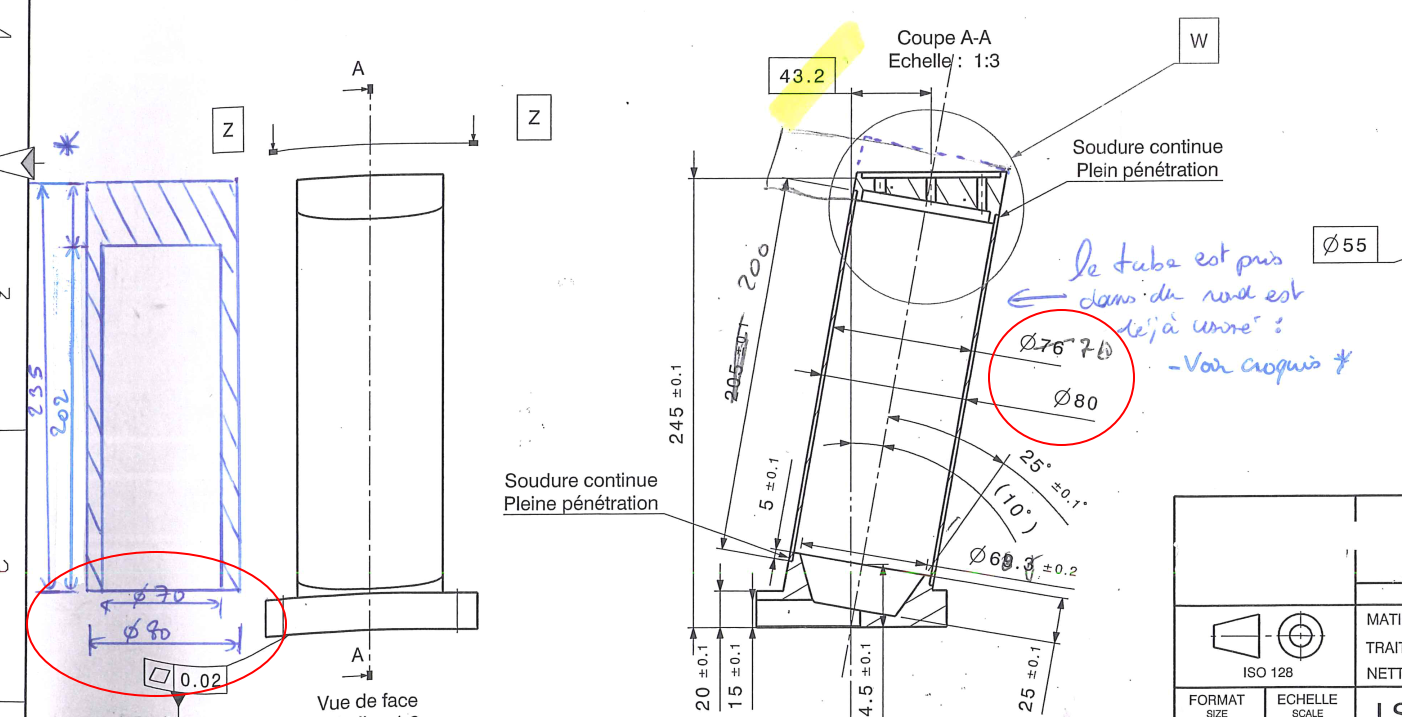 A
Z
Z
*
235
202
Ø70
Ø80
0.02
A
Vue de face
Coupe A-A
Echelle : 1:3
W
43.2
Soudure continue
Plein pénétration
Ø55
le tube est pris
dans du rond est
déjà usiné :
- Voir croquis *
200
205 ±0.1
245 ±0.1
Ø76 70
Ø80
25° ±0.1°
(10°)
5 ±0.1
Soudure continue
Pleine pénétration
±0.2
20 ±0.1
15 ±0.1
4.5 ±0.1
25 ±0.1
ISO 128
MATI
TRAIT
NETT
FORMAT
SIZE
ECHELLE
SCALE